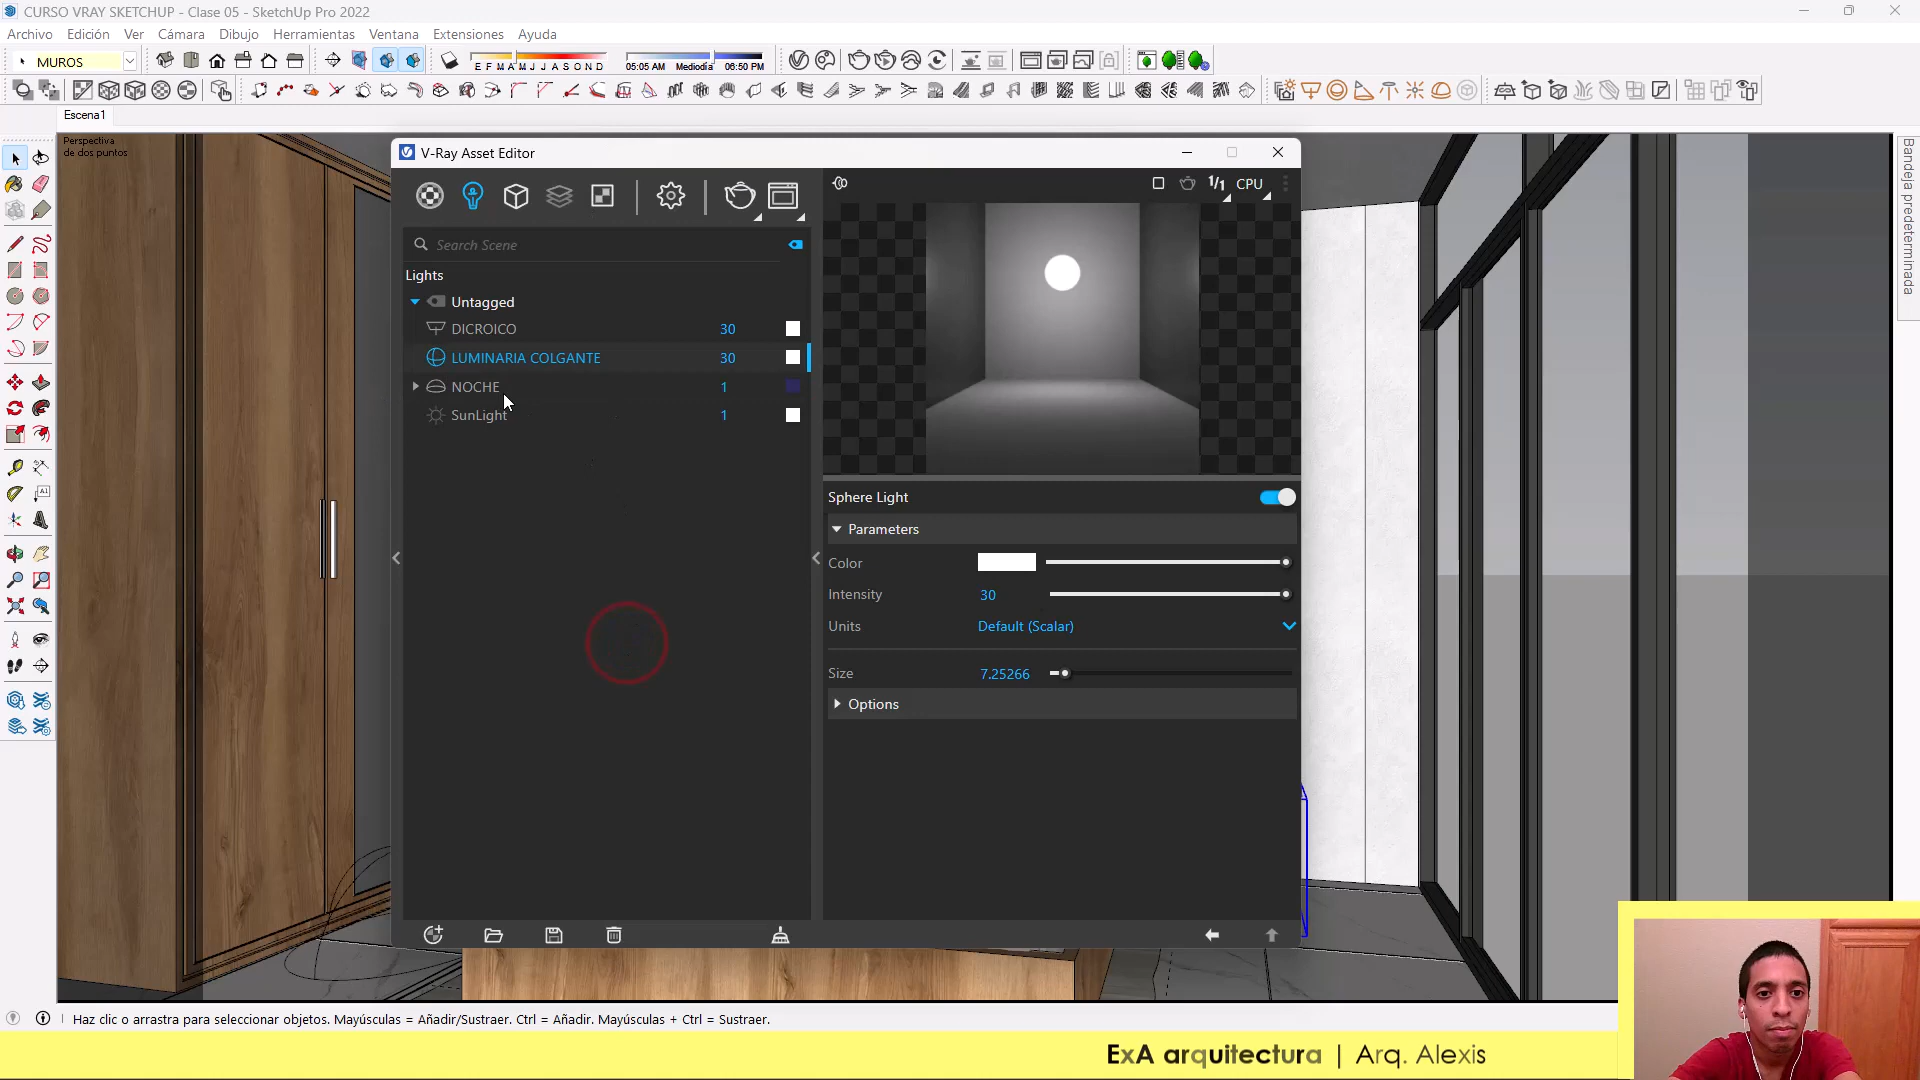 CURSO VRAY SKETCHUP - Clase 05 - SketchUp Pro 2022
Archivo Edición Ver Cámara Dibujo Herramientas Ventana Extensiones Ayuda
MUROS
E F M A M J J A S O N D
05:05 AM Mediodía 06:50 PM
Escena1
Perspectiva
de dos puntos
V-Ray Asset Editor
1/1 CPU
Search Scene
Lights
Untagged
DICROICO 30
LUMINARIA COLGANTE 30
NOCHE 1
SunLight 1
Sphere Light
Parameters
Color
Intensity 30
Units Default (Scalar)
Size 7.25266
Options
Bandeja predeterminada
Haz clic o arrastra para seleccionar objetos. Mayúsculas = Añadir/Sustraer. Ctrl = Añadir. Mayúsculas + Ctrl = Sustraer.
ExA arquitectura | Arq. Alexis